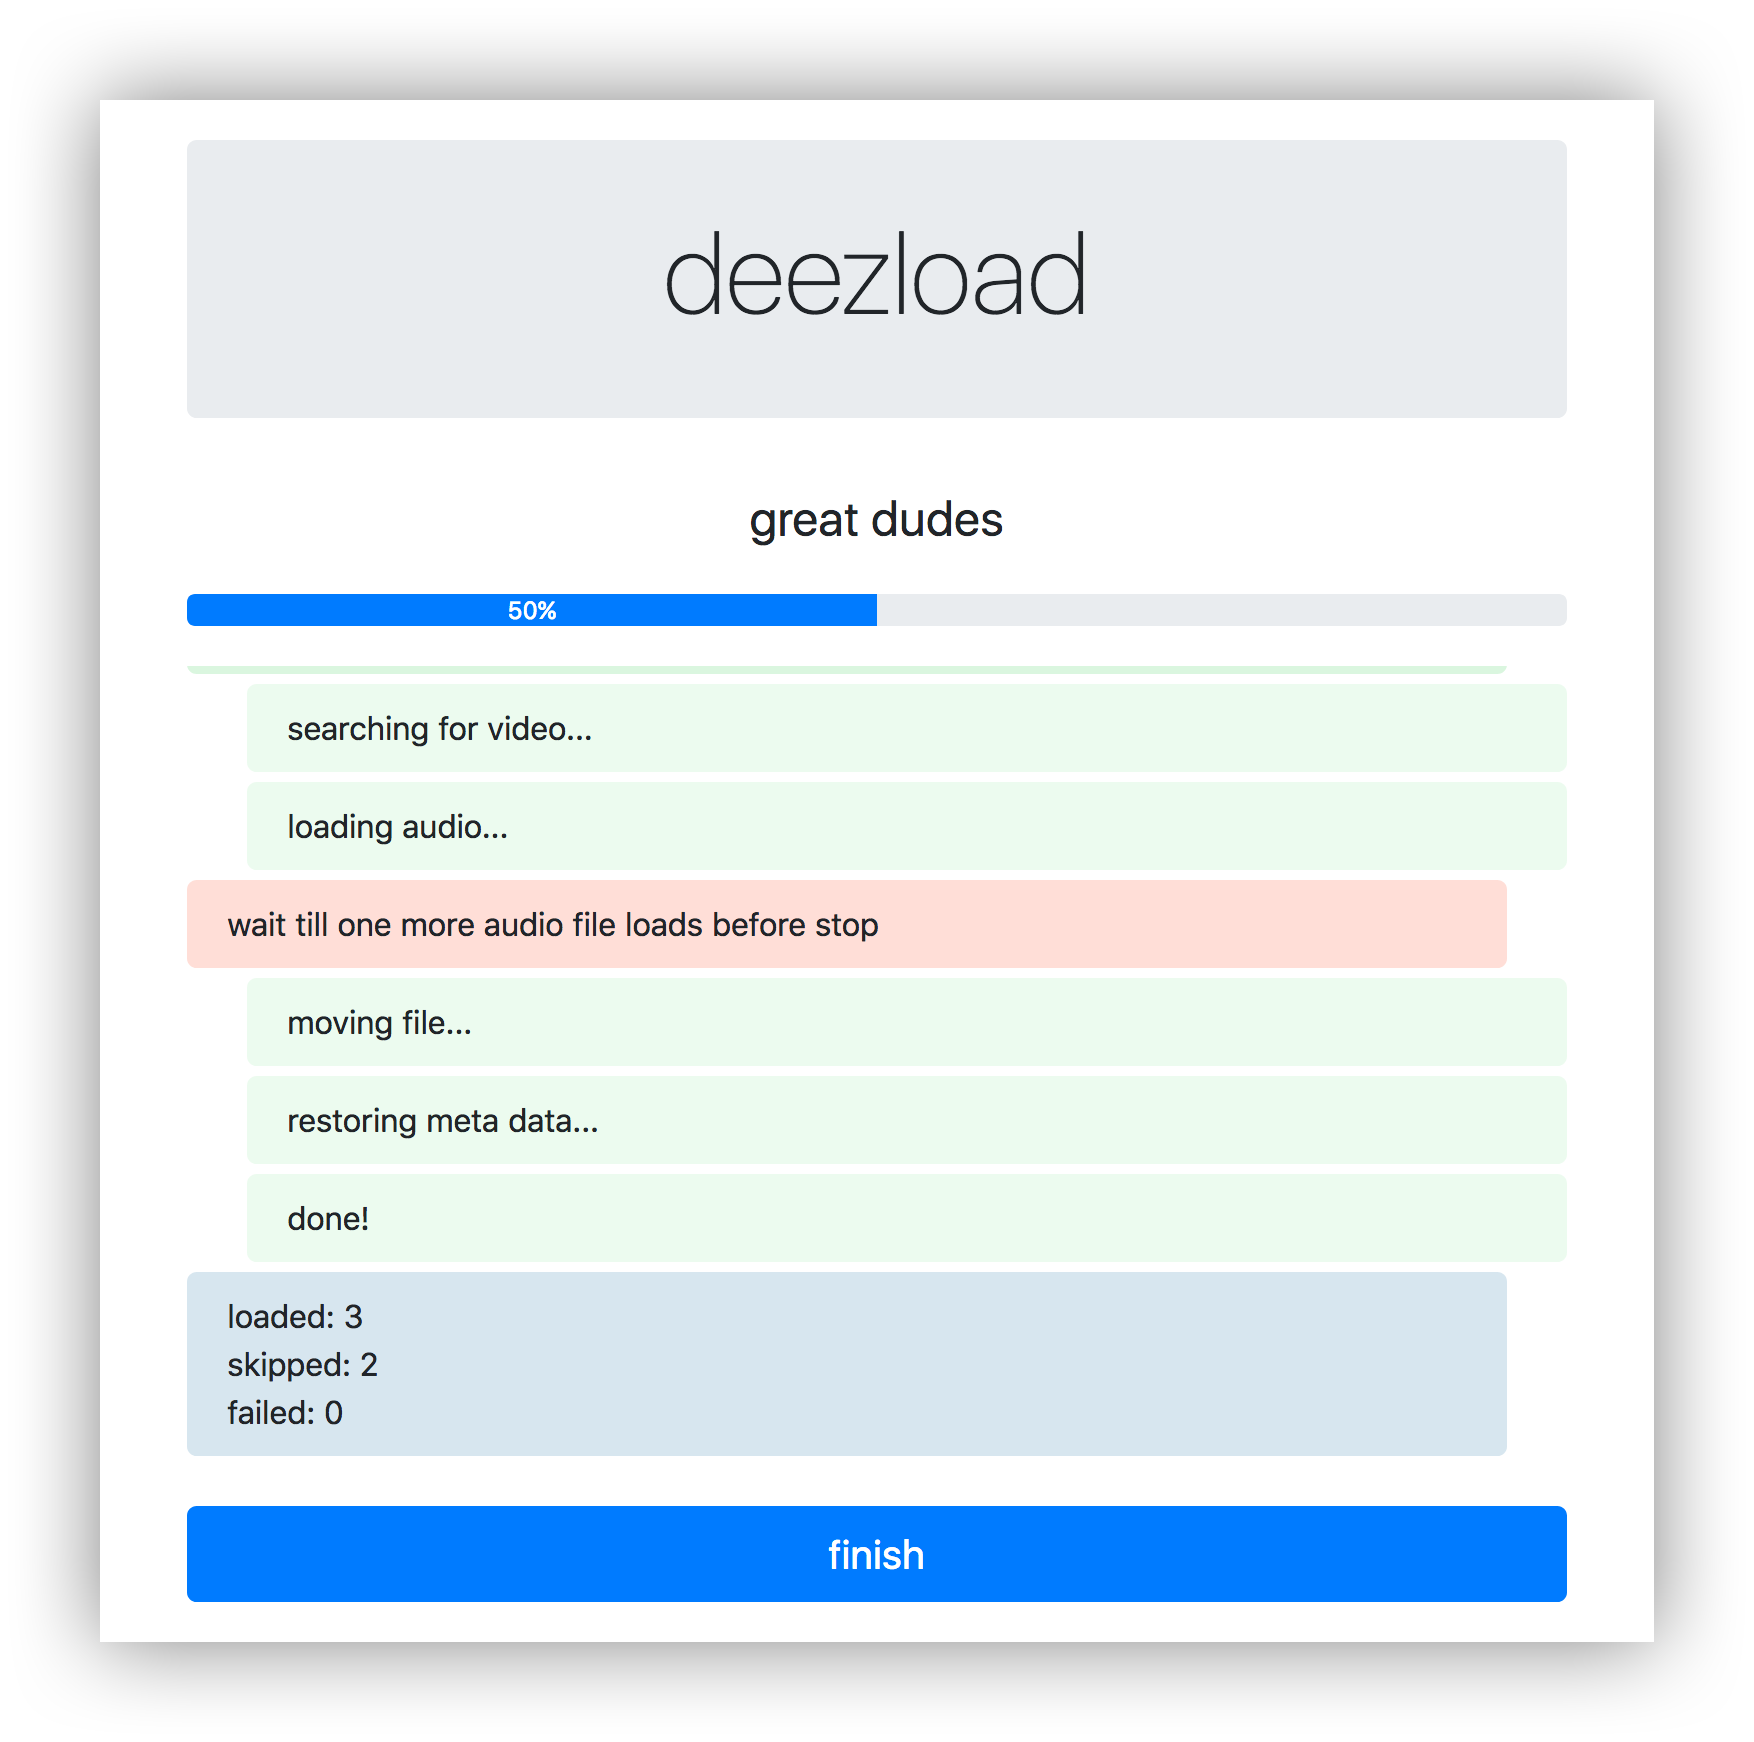 deezload
great dudes
50%
searching for video...
loading audio...
wait till one more audio file loads before stop
moving file...
restoring meta data...
done!
loaded: 3
skipped: 2
failed: 0
finish